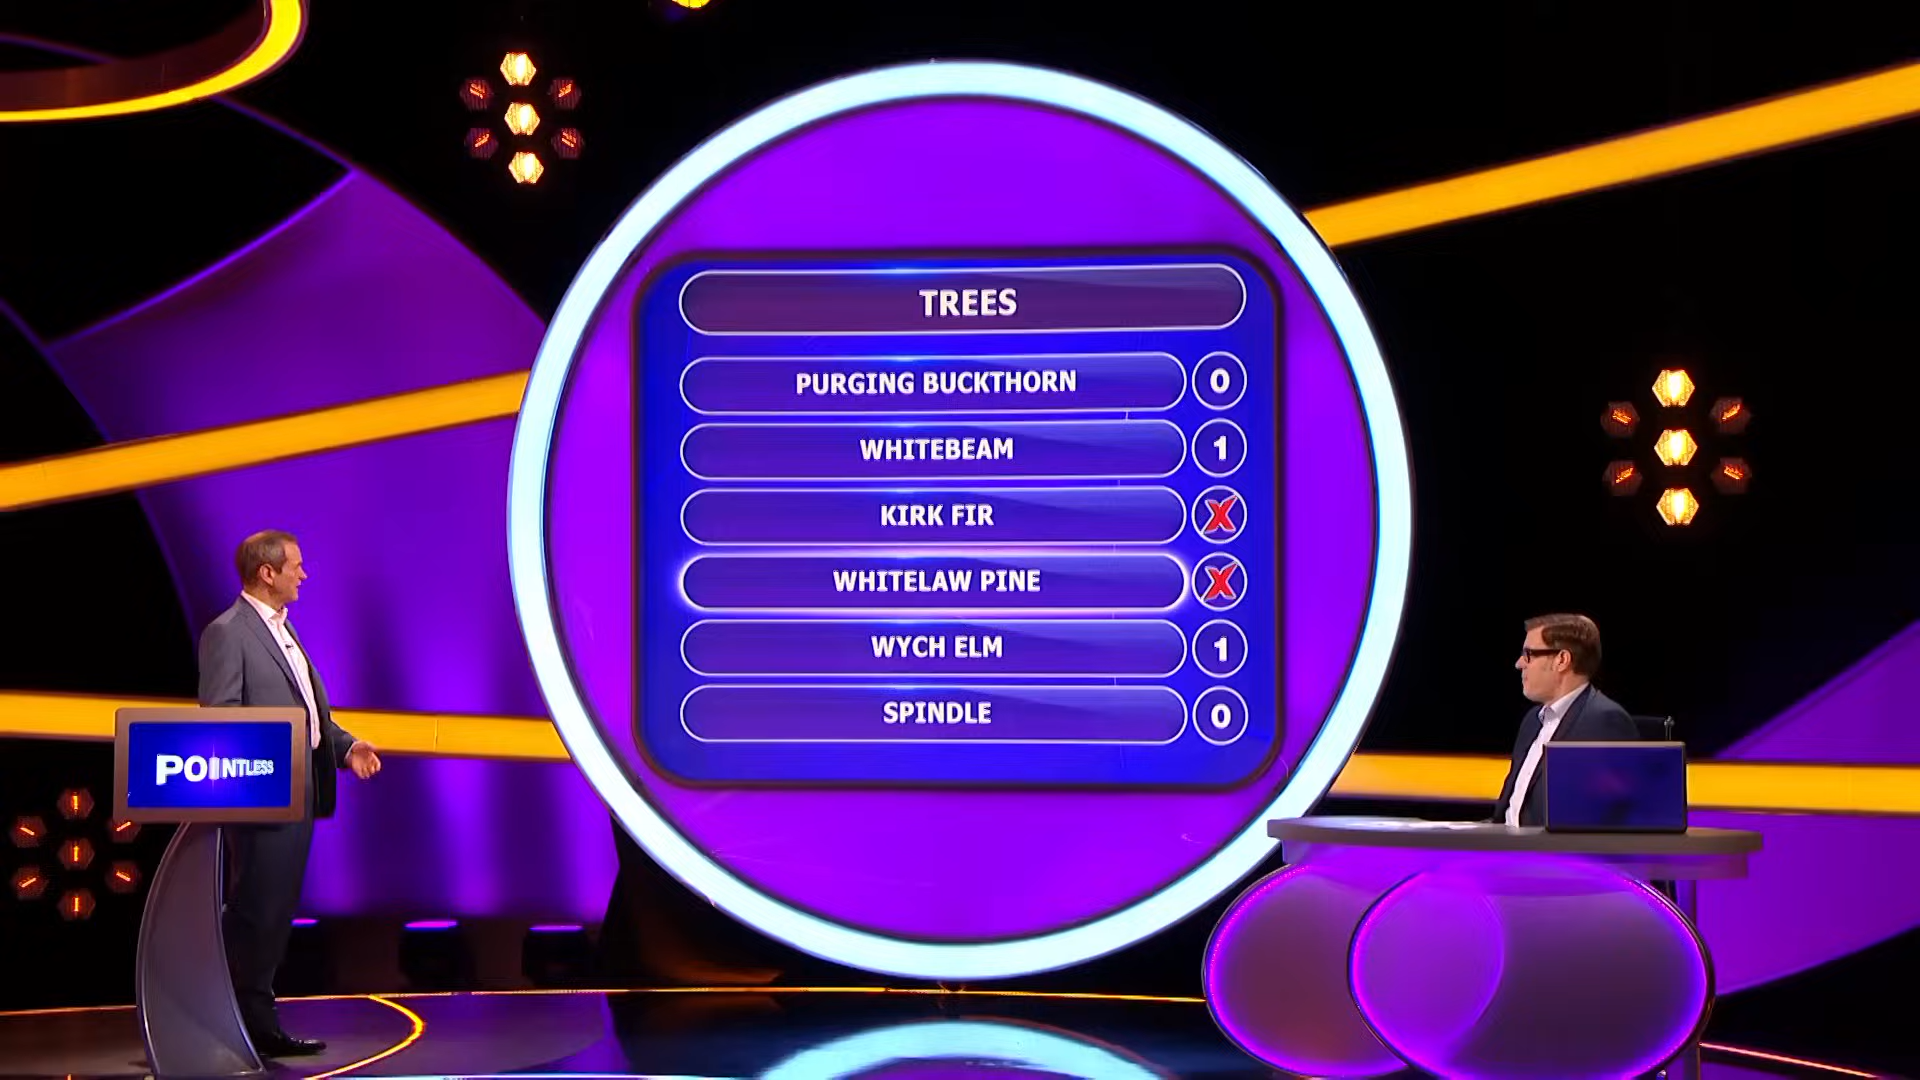 TREES
PURGING BUCKTHORN 0
WHITEBEAM 1
KIRK FIR X
WHITELAW PINE X
WYCH ELM 1
SPINDLE 0
POINTLESS